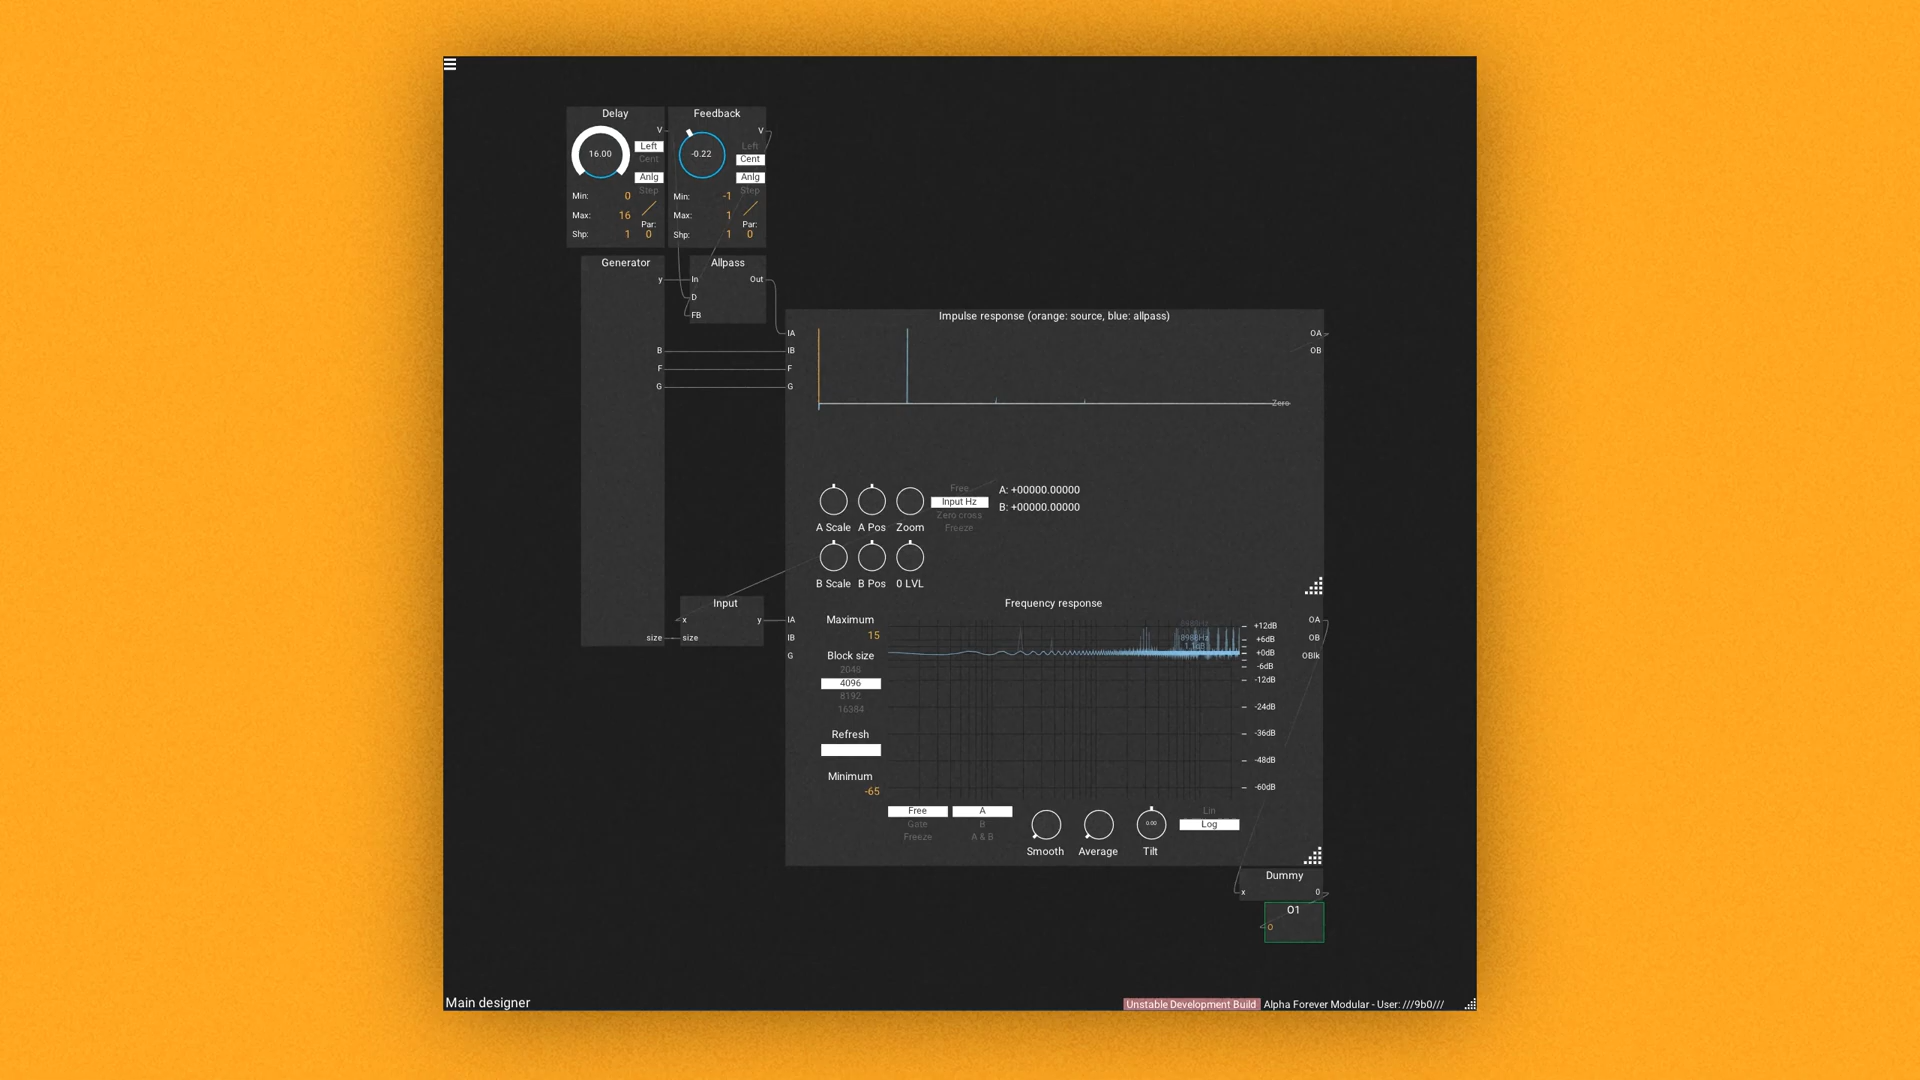 Delay
V
16.00
Left
Cent
Anlg
Step
Min: 0
Max: 16
Par:
Shp: 1 0
Feedback
V
-0.22
Left
Cent
Anlg
Step
Min: -1
Max: 1
Par:
Shp: 1 0
Generator
y
B
F
G
size
Allpass
In Out
D
FB
Impulse response (orange: source, blue: allpass)
IA OA
IB OB
F
G
Zero
Free
Input Hz
Zero cross
Freeze
A: +00000.00000
B: +00000.00000
A Scale A Pos Zoom
B Scale B Pos 0 LVL
Input
x y
size
Frequency response
IA OA
IB OB
G OBlk
Maximum
15
Block size
2048
4096
8192
16384
Refresh
Minimum
-65
+12dB
+6dB
+0dB
-6dB
-12dB
-24dB
-36dB
-48dB
-60dB
Free
Gate
Freeze
A
B
A & B
0.00
Smooth Average Tilt
Lin
Log
Dummy
x 0
O1
O
Main designer
Unstable Development Build Alpha Forever Modular - User: ///9b0///